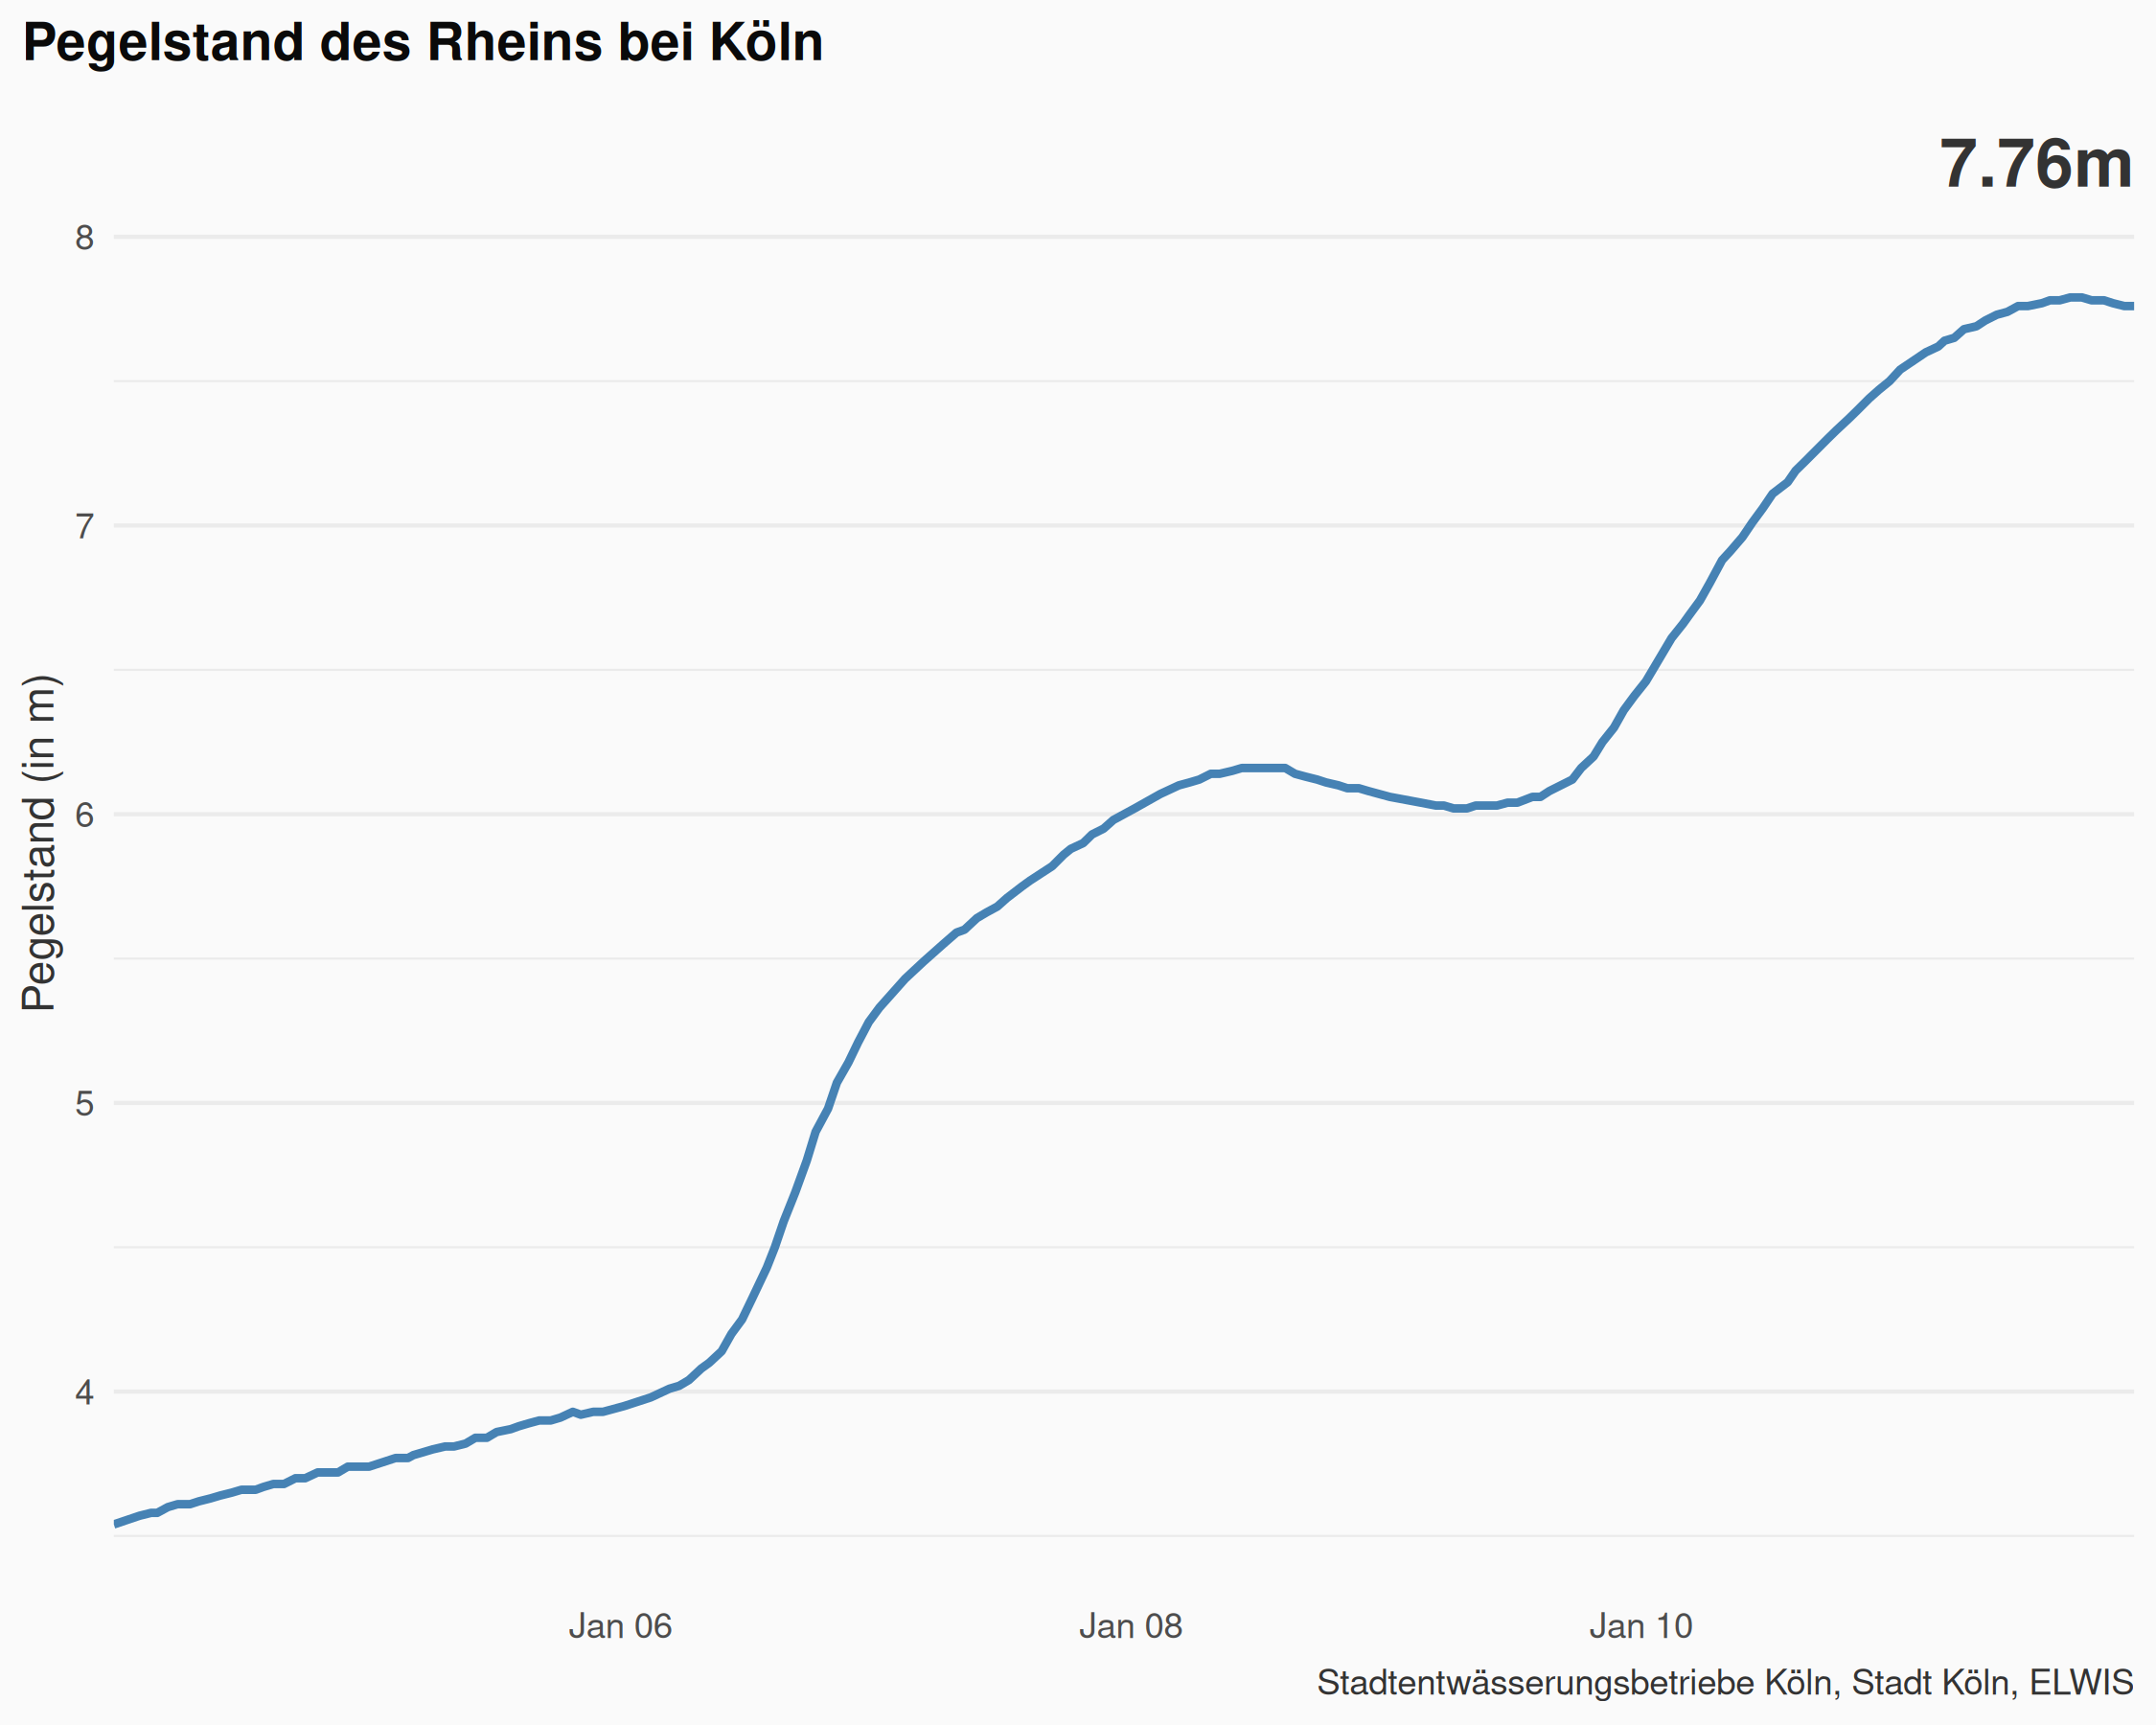 Pegelstand des Rheins bei Köln
7.76m
8
7
6
5
4
Pegelstand (in m)
Jan 06
Jan 08
Jan 10
Stadtentwässerungsbetriebe Köln, Stadt Köln, ELWIS